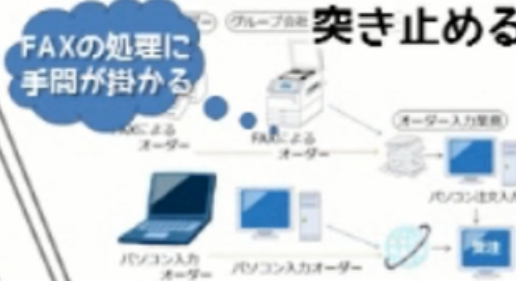 突き止める
FAXの処理に
手間が掛かる
グループ会社
FAXによる
オーダー
による
オーダー
オーダー入力業務
パソコン注文入力
パソコン入力
オーダー
パソコン入力オーダー
受注